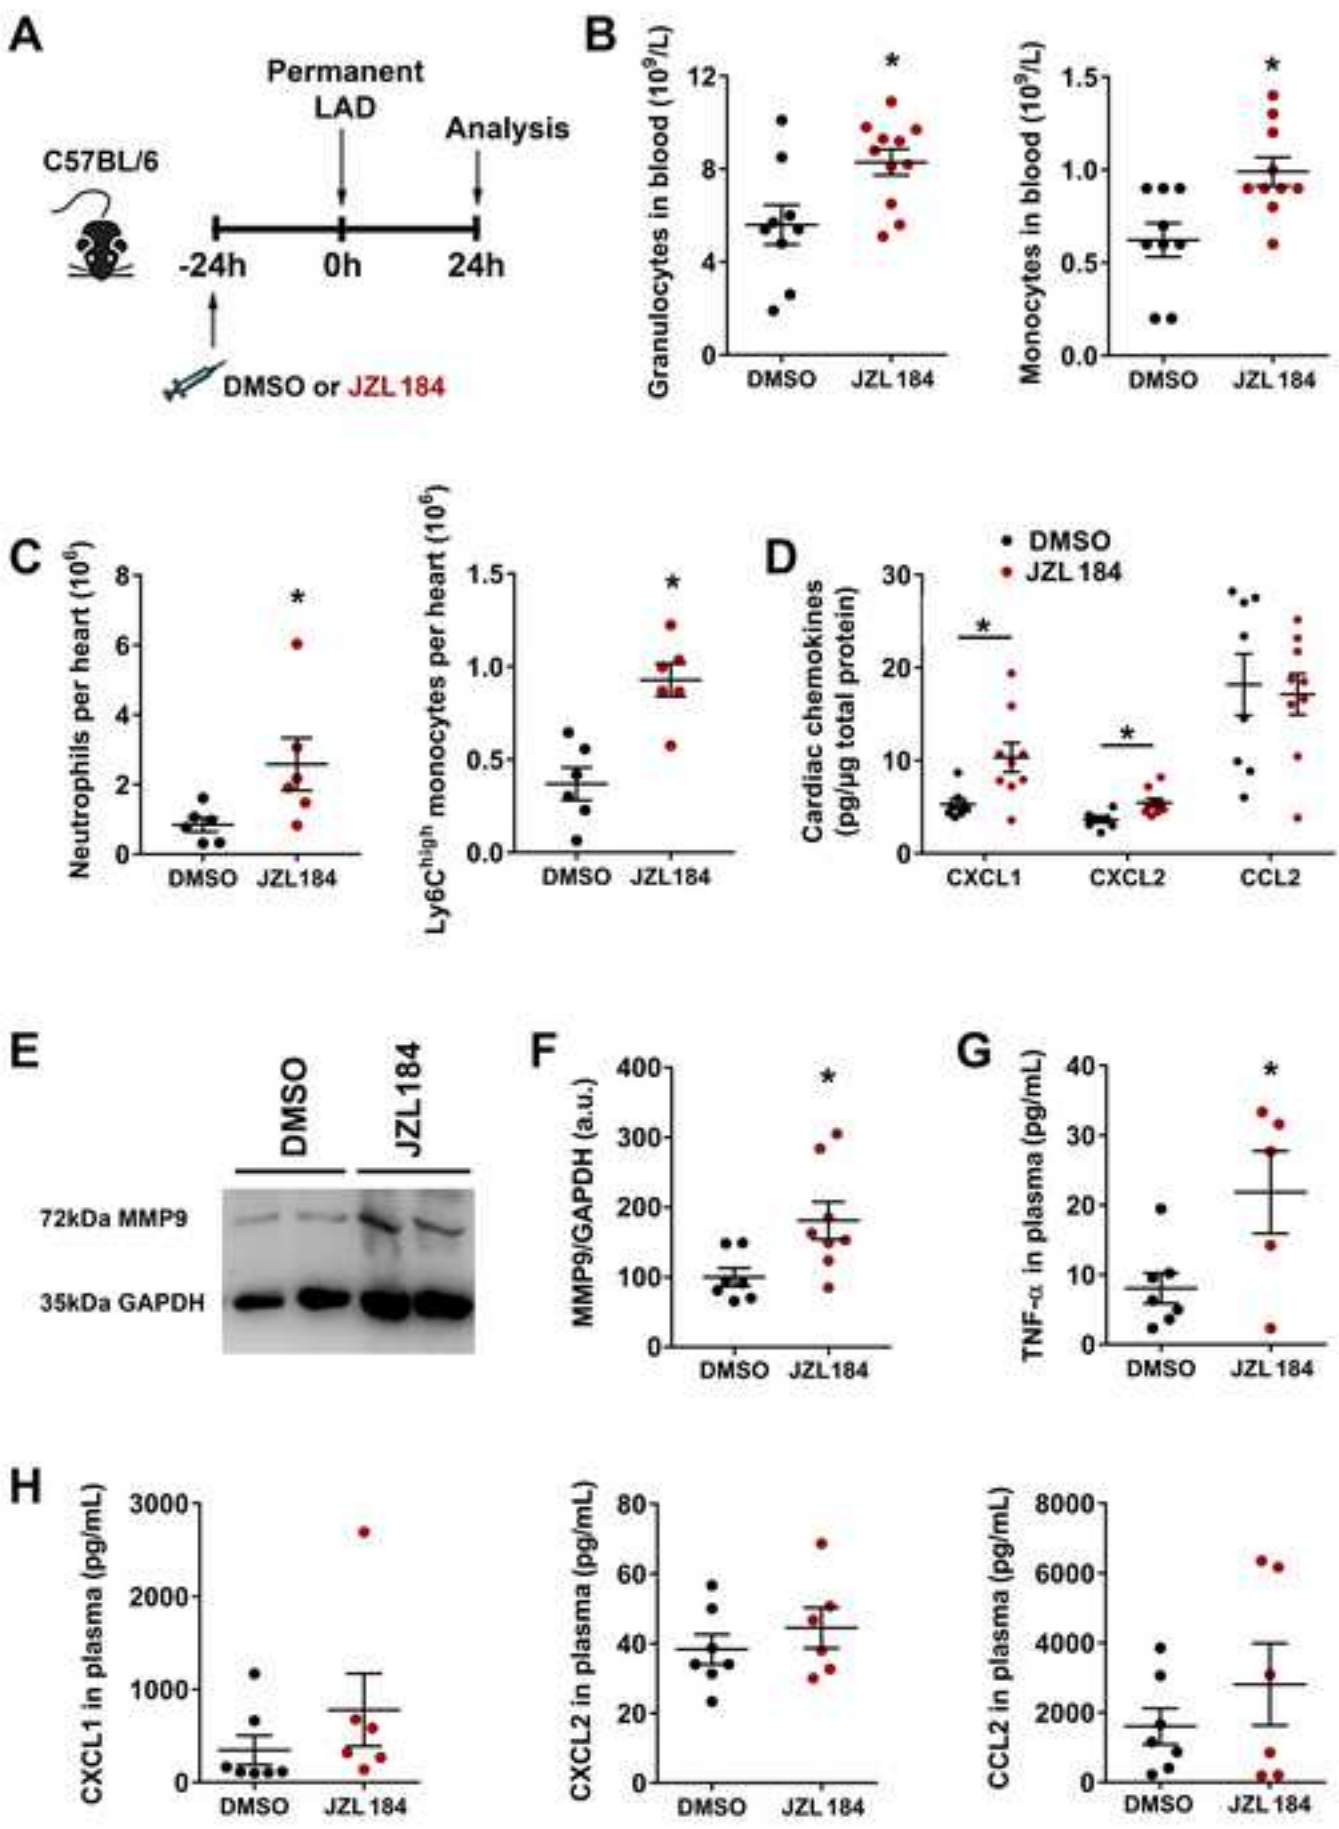 A
Permanent
LAD
Analysis
C57BL/6
-24h
0h
24h
DMSO or JZL184
B
Granulocytes in blood (10⁹/L)
12
8
4
0
*
DMSO
JZL184
Monocytes in blood (10⁹/L)
1.5
1.0
0.5
0.0
*
DMSO
JZL184
C
Neutrophils per heart (10⁶)
8
6
4
2
0
*
DMSO
JZL184
Ly6Cʰⁱᵍʰ monocytes per heart (10⁶)
1.5
1.0
0.5
0.0
*
DMSO
JZL184
D
DMSO
JZL184
Cardiac chemokines
(pg/µg total protein)
30
20
10
0
*
*
CXCL1
CXCL2
CCL2
E
DMSO
JZL184
72kDa MMP9
35kDa GAPDH
F
MMP9/GAPDH (a.u.)
400
300
200
100
0
*
DMSO
JZL184
G
TNF-α in plasma (pg/mL)
40
30
20
10
0
*
DMSO
JZL184
H
CXCL1 in plasma (pg/mL)
3000
2000
1000
0
DMSO
JZL184
CXCL2 in plasma (pg/mL)
80
60
40
20
0
DMSO
JZL184
CCL2 in plasma (pg/mL)
8000
6000
4000
2000
0
DMSO
JZL184